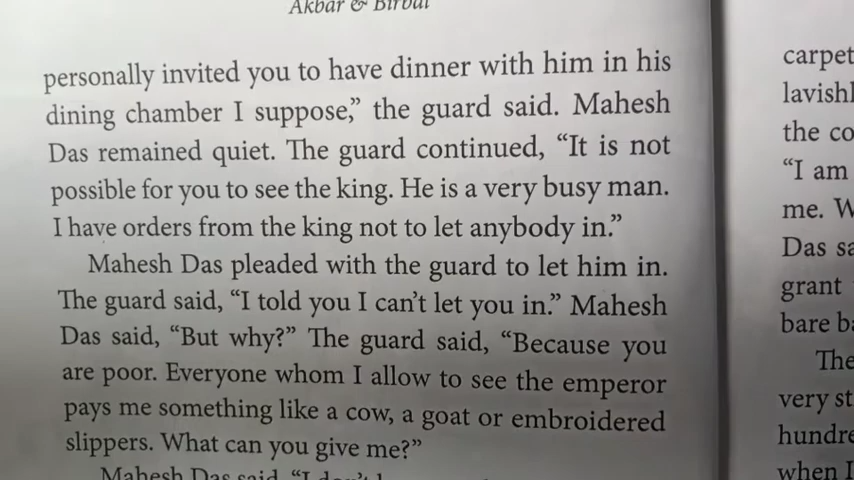 Akbar & Birbal
personally invited you to have dinner with him in his
dining chamber I suppose,” the guard said. Mahesh
Das remained quiet. The guard continued, “It is not
possible for you to see the king. He is a very busy man.
I have orders from the king not to let anybody in.”
Mahesh Das pleaded with the guard to let him in.
The guard said, “I told you I can’t let you in.” Mahesh
Das said, “But why?” The guard said, “Because you
are poor. Everyone whom I allow to see the emperor
pays me something like a cow, a goat or embroidered
slippers. What can you give me?”
Mahesh Das said, “I don’t
carpet
lavishl
the co
“I am
me. W
Das sa
grant
bare ba
The
very st
hundre
when I